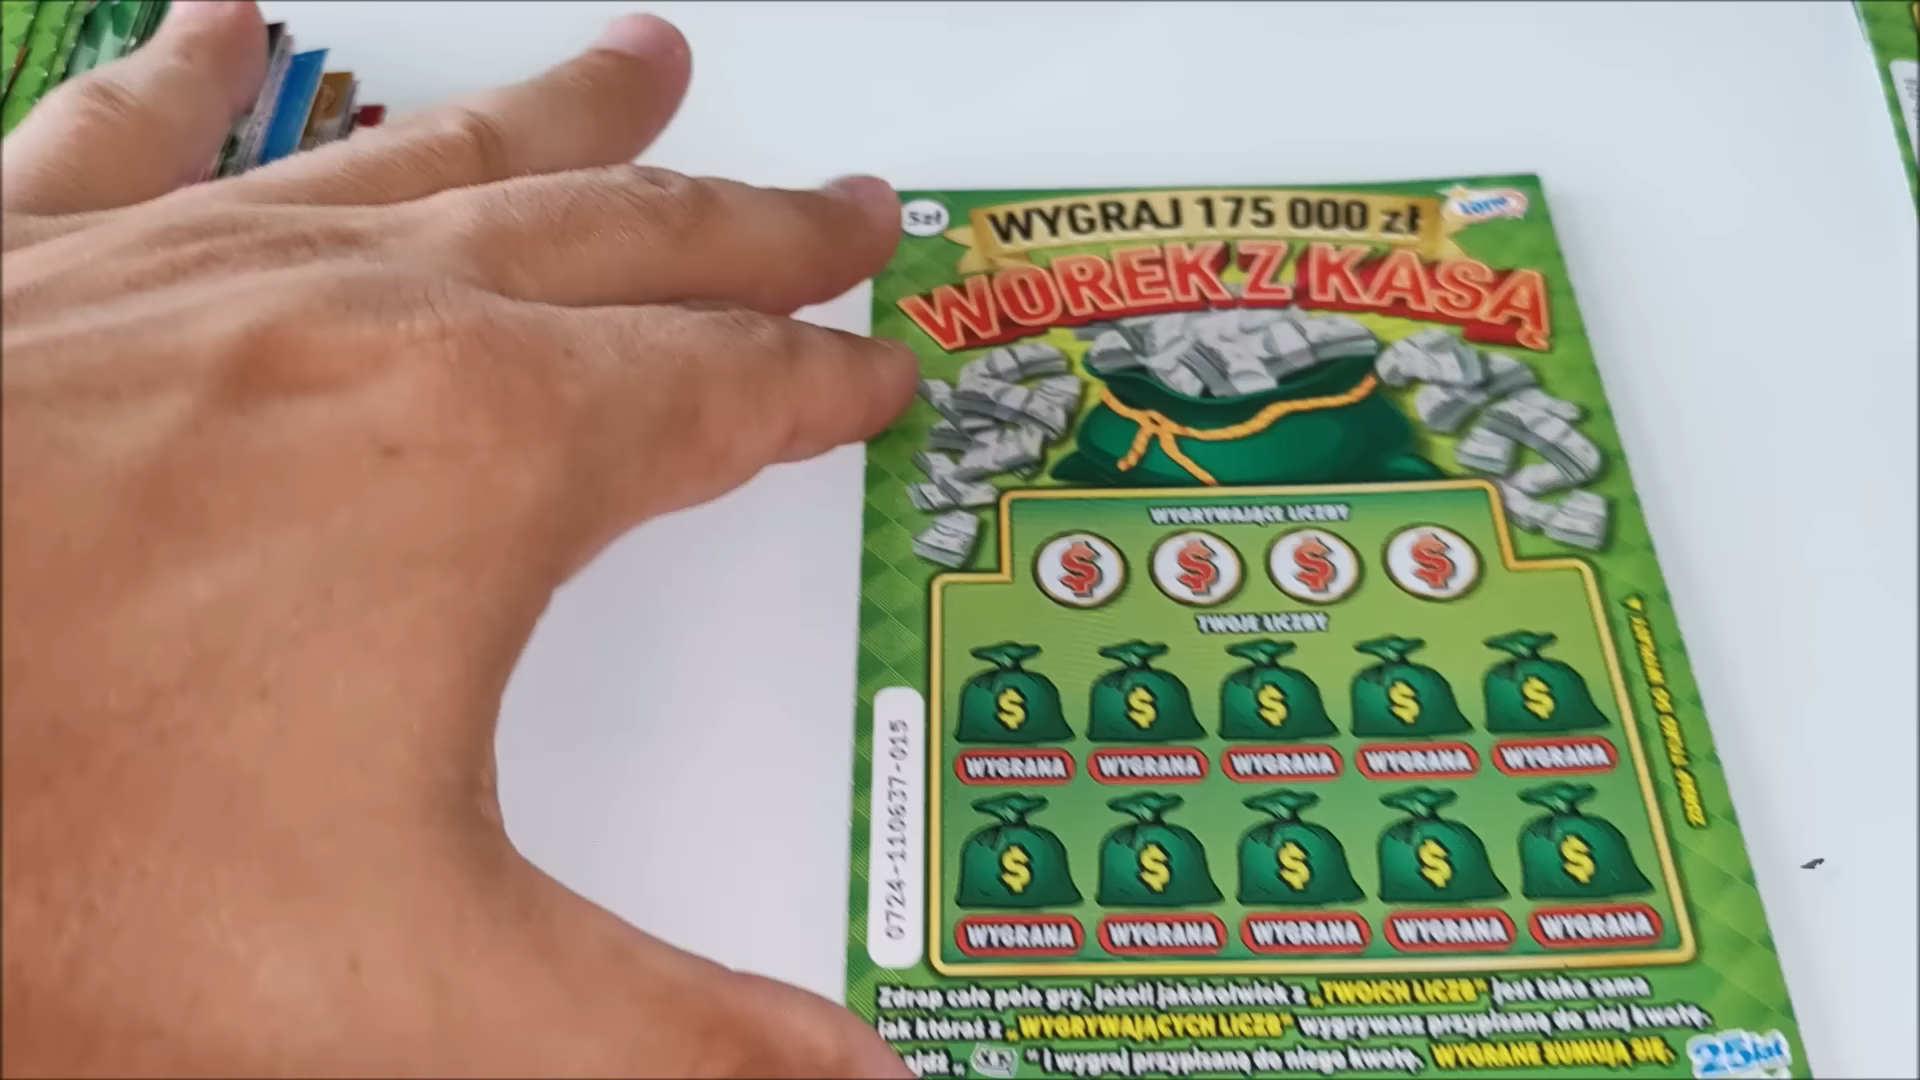 5zł
WYGRAJ 175 000 zł
WOREK Z KASĄ
WYGRYWAJĄCE LICZBY
$ $ $ $
TWOJE LICZBY
$ $ $ $ $
WYGRANA WYGRANA WYGRANA WYGRANA WYGRANA
$ $ $ $ $
WYGRANA WYGRANA WYGRANA WYGRANA WYGRANA
0724-110637-015
Zdrap całe pole gry. Jeżeli jakakolwiek z „TWOICH LICZB" jest taka sama
jak któraś z „WYGRYWAJĄCYCH LICZB" wygrywasz przypisaną do niej kwotę.
" i wygraj przypisaną do niego kwotę. WYGRANE SUMUJĄ SIĘ.
25 lat